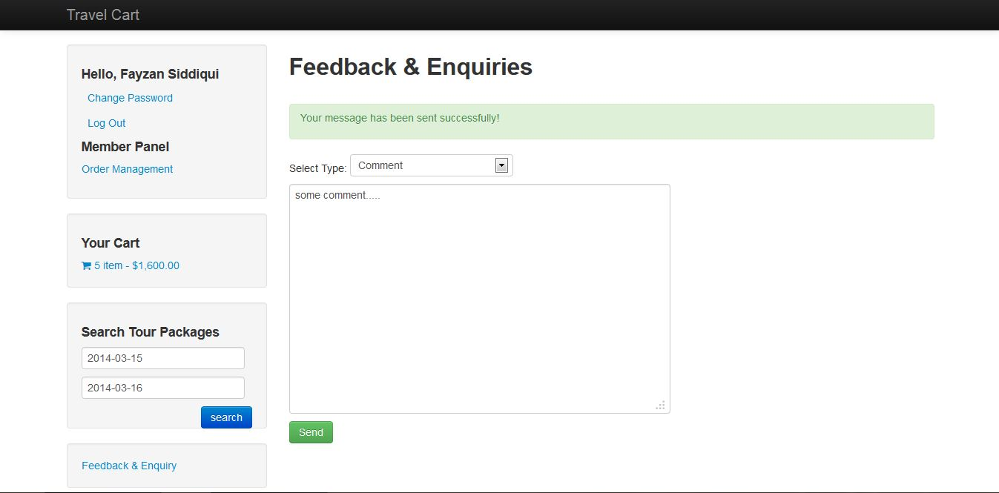 Travel Cart
Hello, Fayzan Siddiqui
Change Password
Log Out
Member Panel
Order Management
Your Cart
5 item - $1,600.00
Search Tour Packages
2014-03-15
2014-03-16
search
Feedback & Enquiry
Feedback & Enquiries
Your message has been sent successfully!
Select Type: Comment
some comment.....
Send